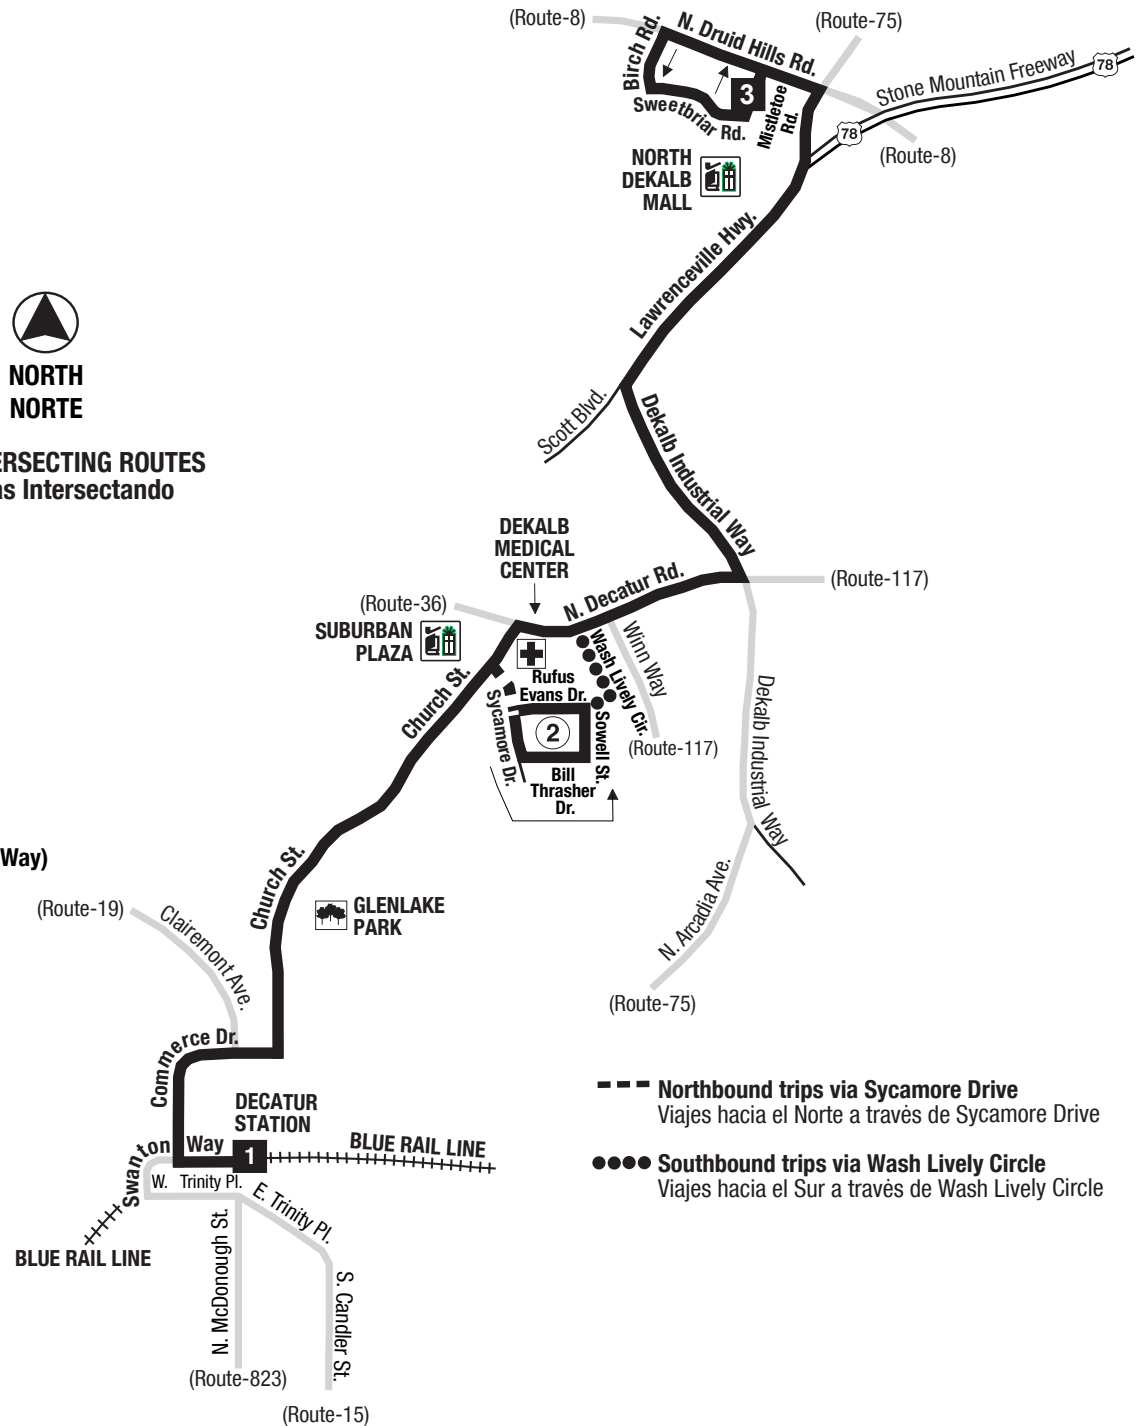 (Route-8)
N. Druid Hills Rd.
(Route-75)
Birch Rd.
Stone Mountain Freeway
78
3
Mistletoe
Rd.
Sweetbriar Rd.
78
(Route-8)
NORTH
DEKALB
MALL
Lawrenceville Hwy.
NORTH
NORTE
Scott Blvd.
Dekalb Industrial Way
ERSECTING ROUTES
as Intersectando
DEKALB
MEDICAL
CENTER
N. Decatur Rd.
(Route-117)
(Route-36)
SUBURBAN
PLAZA
Church St.
Rufus
Evans Dr.
Wash Lively Cir.
Winn Way
Sycamore Dr.
2
Sowell St.
(Route-117)
Bill
Thrasher
Dr.
Dekalb Industrial Way
Way)
Church St.
(Route-19)
Clairemont Ave.
GLENLAKE
PARK
N. Arcadia Ave.
(Route-75)
Commerce Dr.
DECATUR
STATION
Swanton Way
1
BLUE RAIL LINE
W. Trinity Pl.
E. Trinity Pl.
BLUE RAIL LINE
N. McDonough St.
S. Candler St.
(Route-823)
(Route-15)
Northbound trips via Sycamore Drive
Viajes hacia el Norte a travės de Sycamore Drive
Southbound trips via Wash Lively Circle
Viajes hacia el Sur a travės de Wash Lively Circle